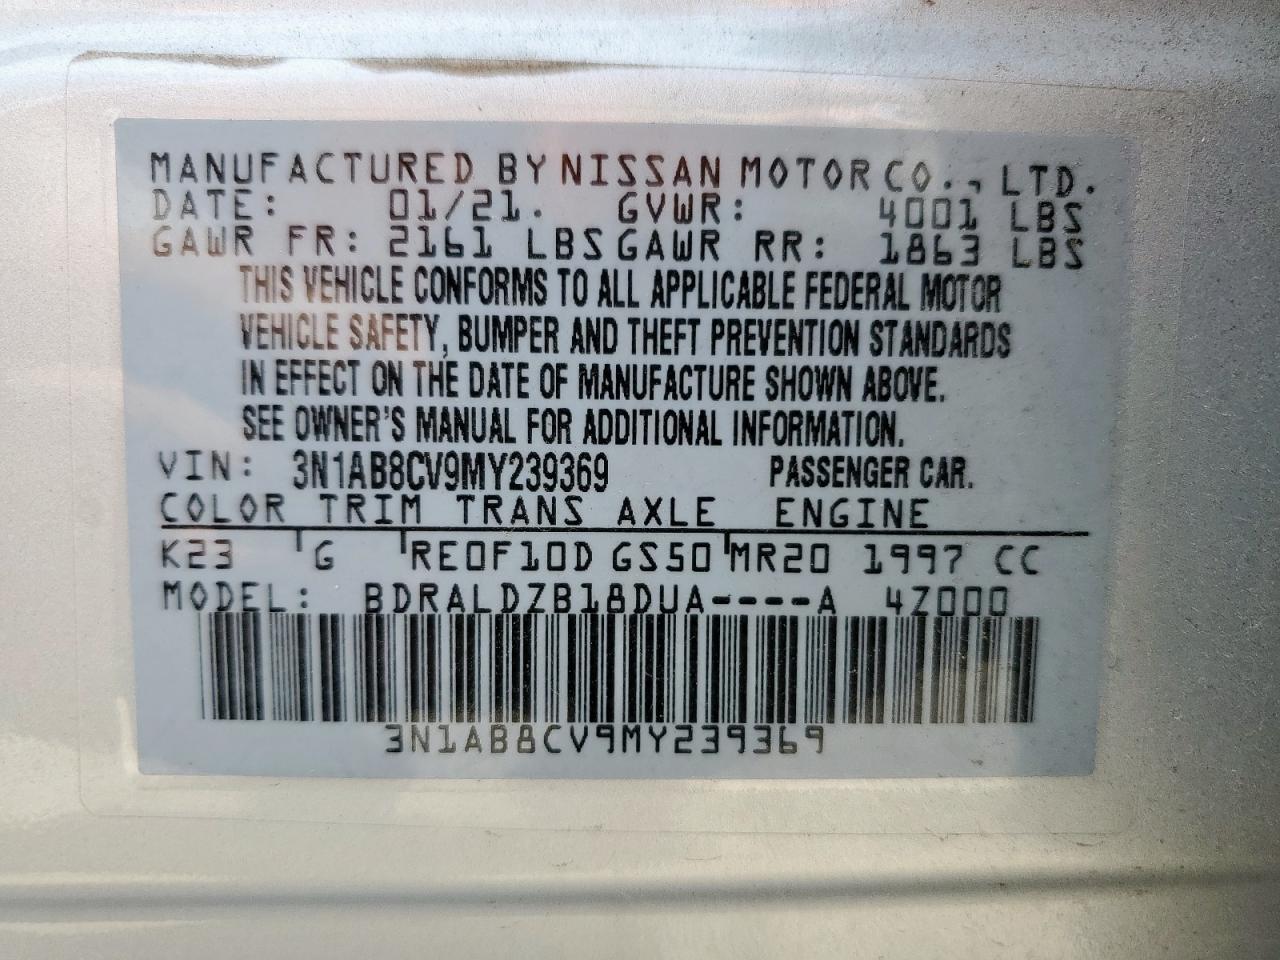 MANUFACTURED BY NISSAN MOTOR CO., LTD.
DATE: 01/21. GVWR: 4001 LBS
GAWR FR: 2161 LBS GAWR RR: 1863 LBS
THIS VEHICLE CONFORMS TO ALL APPLICABLE FEDERAL MOTOR
VEHICLE SAFETY, BUMPER AND THEFT PREVENTION STANDARDS
IN EFFECT ON THE DATE OF MANUFACTURE SHOWN ABOVE.
SEE OWNER'S MANUAL FOR ADDITIONAL INFORMATION.
VIN: 3N1AB8CV9MY239369 PASSENGER CAR.
COLOR TRIM TRANS AXLE ENGINE
K23 G RE0F10D GS50 MR20 1997 CC
MODEL: BDRALDZB18DUA----A 4Z000
3N1AB8CV9MY239369